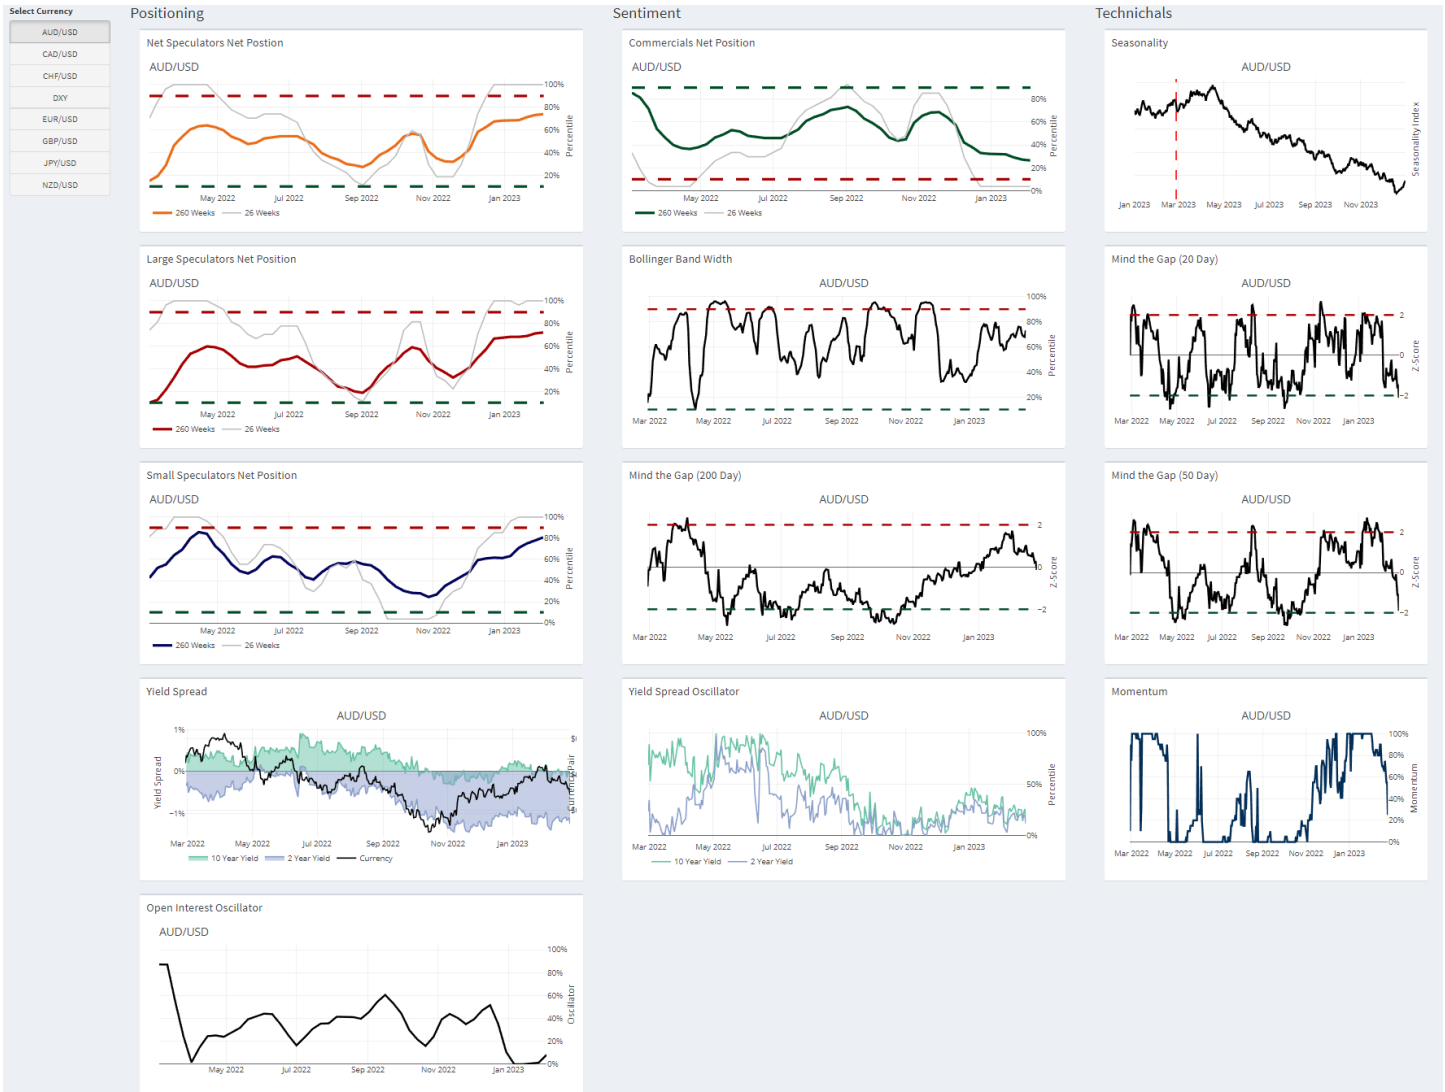 Select Currency
AUD/USD
CAD/USD
CHF/USD
DXY
EUR/USD
GBP/USD
JPY/USD
NZD/USD
Positioning
Net Speculators Net Postion
AUD/USD
100%
80%
60%
40%
20%
Percentile
May 2022 Jul 2022 Sep 2022 Nov 2022 Jan 2023
260 Weeks 26 Weeks
Large Speculators Net Position
AUD/USD
100%
80%
60%
40%
20%
Percentile
May 2022 Jul 2022 Sep 2022 Nov 2022 Jan 2023
260 Weeks 26 Weeks
Small Speculators Net Position
AUD/USD
100%
80%
60%
40%
20%
0%
Percentile
May 2022 Jul 2022 Sep 2022 Nov 2022 Jan 2023
260 Weeks 26 Weeks
Yield Spread
AUD/USD
1%
0%
−1%
Yield Spread
Mar 2022 May 2022 Jul 2022 Sep 2022 Nov 2022 Jan 2023
10 Year Yield 2 Year Yield Currency
Open Interest Oscillator
AUD/USD
100%
80%
60%
40%
20%
0%
Oscillator
May 2022 Jul 2022 Sep 2022 Nov 2022 Jan 2023
Sentiment
Commercials Net Position
AUD/USD
80%
60%
40%
20%
0%
Percentile
May 2022 Jul 2022 Sep 2022 Nov 2022 Jan 2023
260 Weeks 26 Weeks
Bollinger Band Width
AUD/USD
100%
80%
60%
40%
20%
Percentile
Mar 2022 May 2022 Jul 2022 Sep 2022 Nov 2022 Jan 2023
Mind the Gap (200 Day)
AUD/USD
2
0
−2
Z-Score
Mar 2022 May 2022 Jul 2022 Sep 2022 Nov 2022 Jan 2023
Yield Spread Oscillator
AUD/USD
100%
50%
0%
Percentile
Mar 2022 May 2022 Jul 2022 Sep 2022 Nov 2022 Jan 2023
10 Year Yield 2 Year Yield
Technichals
Seasonality
AUD/USD
Seasonality Index
Jan 2023 Mar 2023 May 2023 Jul 2023 Sep 2023 Nov 2023
Mind the Gap (20 Day)
AUD/USD
2
0
−2
Z-Score
Mar 2022 May 2022 Jul 2022 Sep 2022 Nov 2022 Jan 2023
Mind the Gap (50 Day)
AUD/USD
2
0
−2
Z-Score
Mar 2022 May 2022 Jul 2022 Sep 2022 Nov 2022 Jan 2023
Momentum
AUD/USD
100%
80%
60%
40%
20%
0%
Momentum
Mar 2022 May 2022 Jul 2022 Sep 2022 Nov 2022 Jan 2023